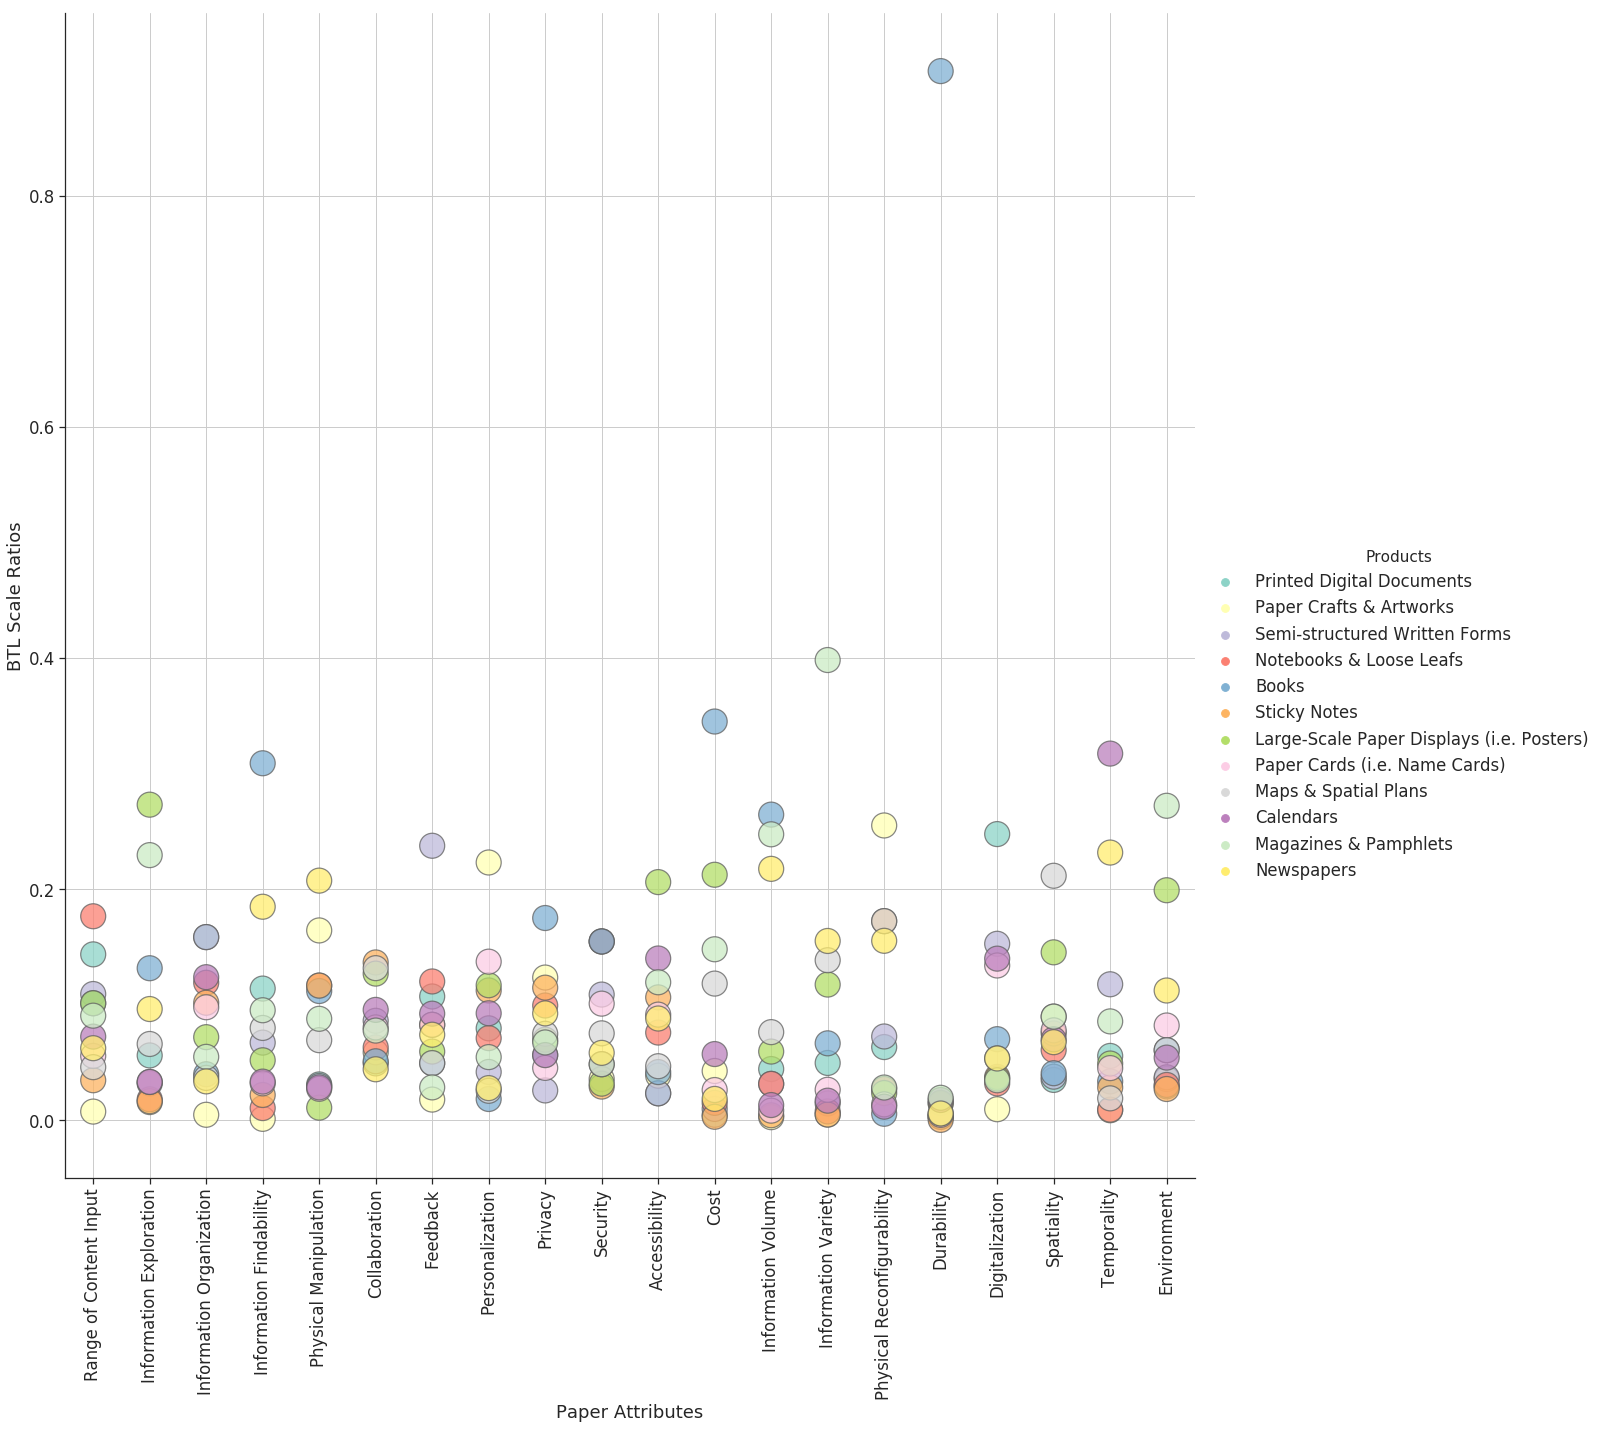 BTL Scale Ratios
0.8
0.6
0.4
0.2
0.0
Range of Content Input
Information Exploration
Information Organization
Information Findability
Physical Manipulation
Collaboration
Feedback
Personalization
Privacy
Security
Accessibility
Cost
Information Volume
Information Variety
Physical Reconfigurability
Durability
Digitalization
Spatiality
Temporality
Environment
Paper Attributes
Products
Printed Digital Documents
Paper Crafts & Artworks
Semi-structured Written Forms
Notebooks & Loose Leafs
Books
Sticky Notes
Large-Scale Paper Displays (i.e. Posters)
Paper Cards (i.e. Name Cards)
Maps & Spatial Plans
Calendars
Magazines & Pamphlets
Newspapers